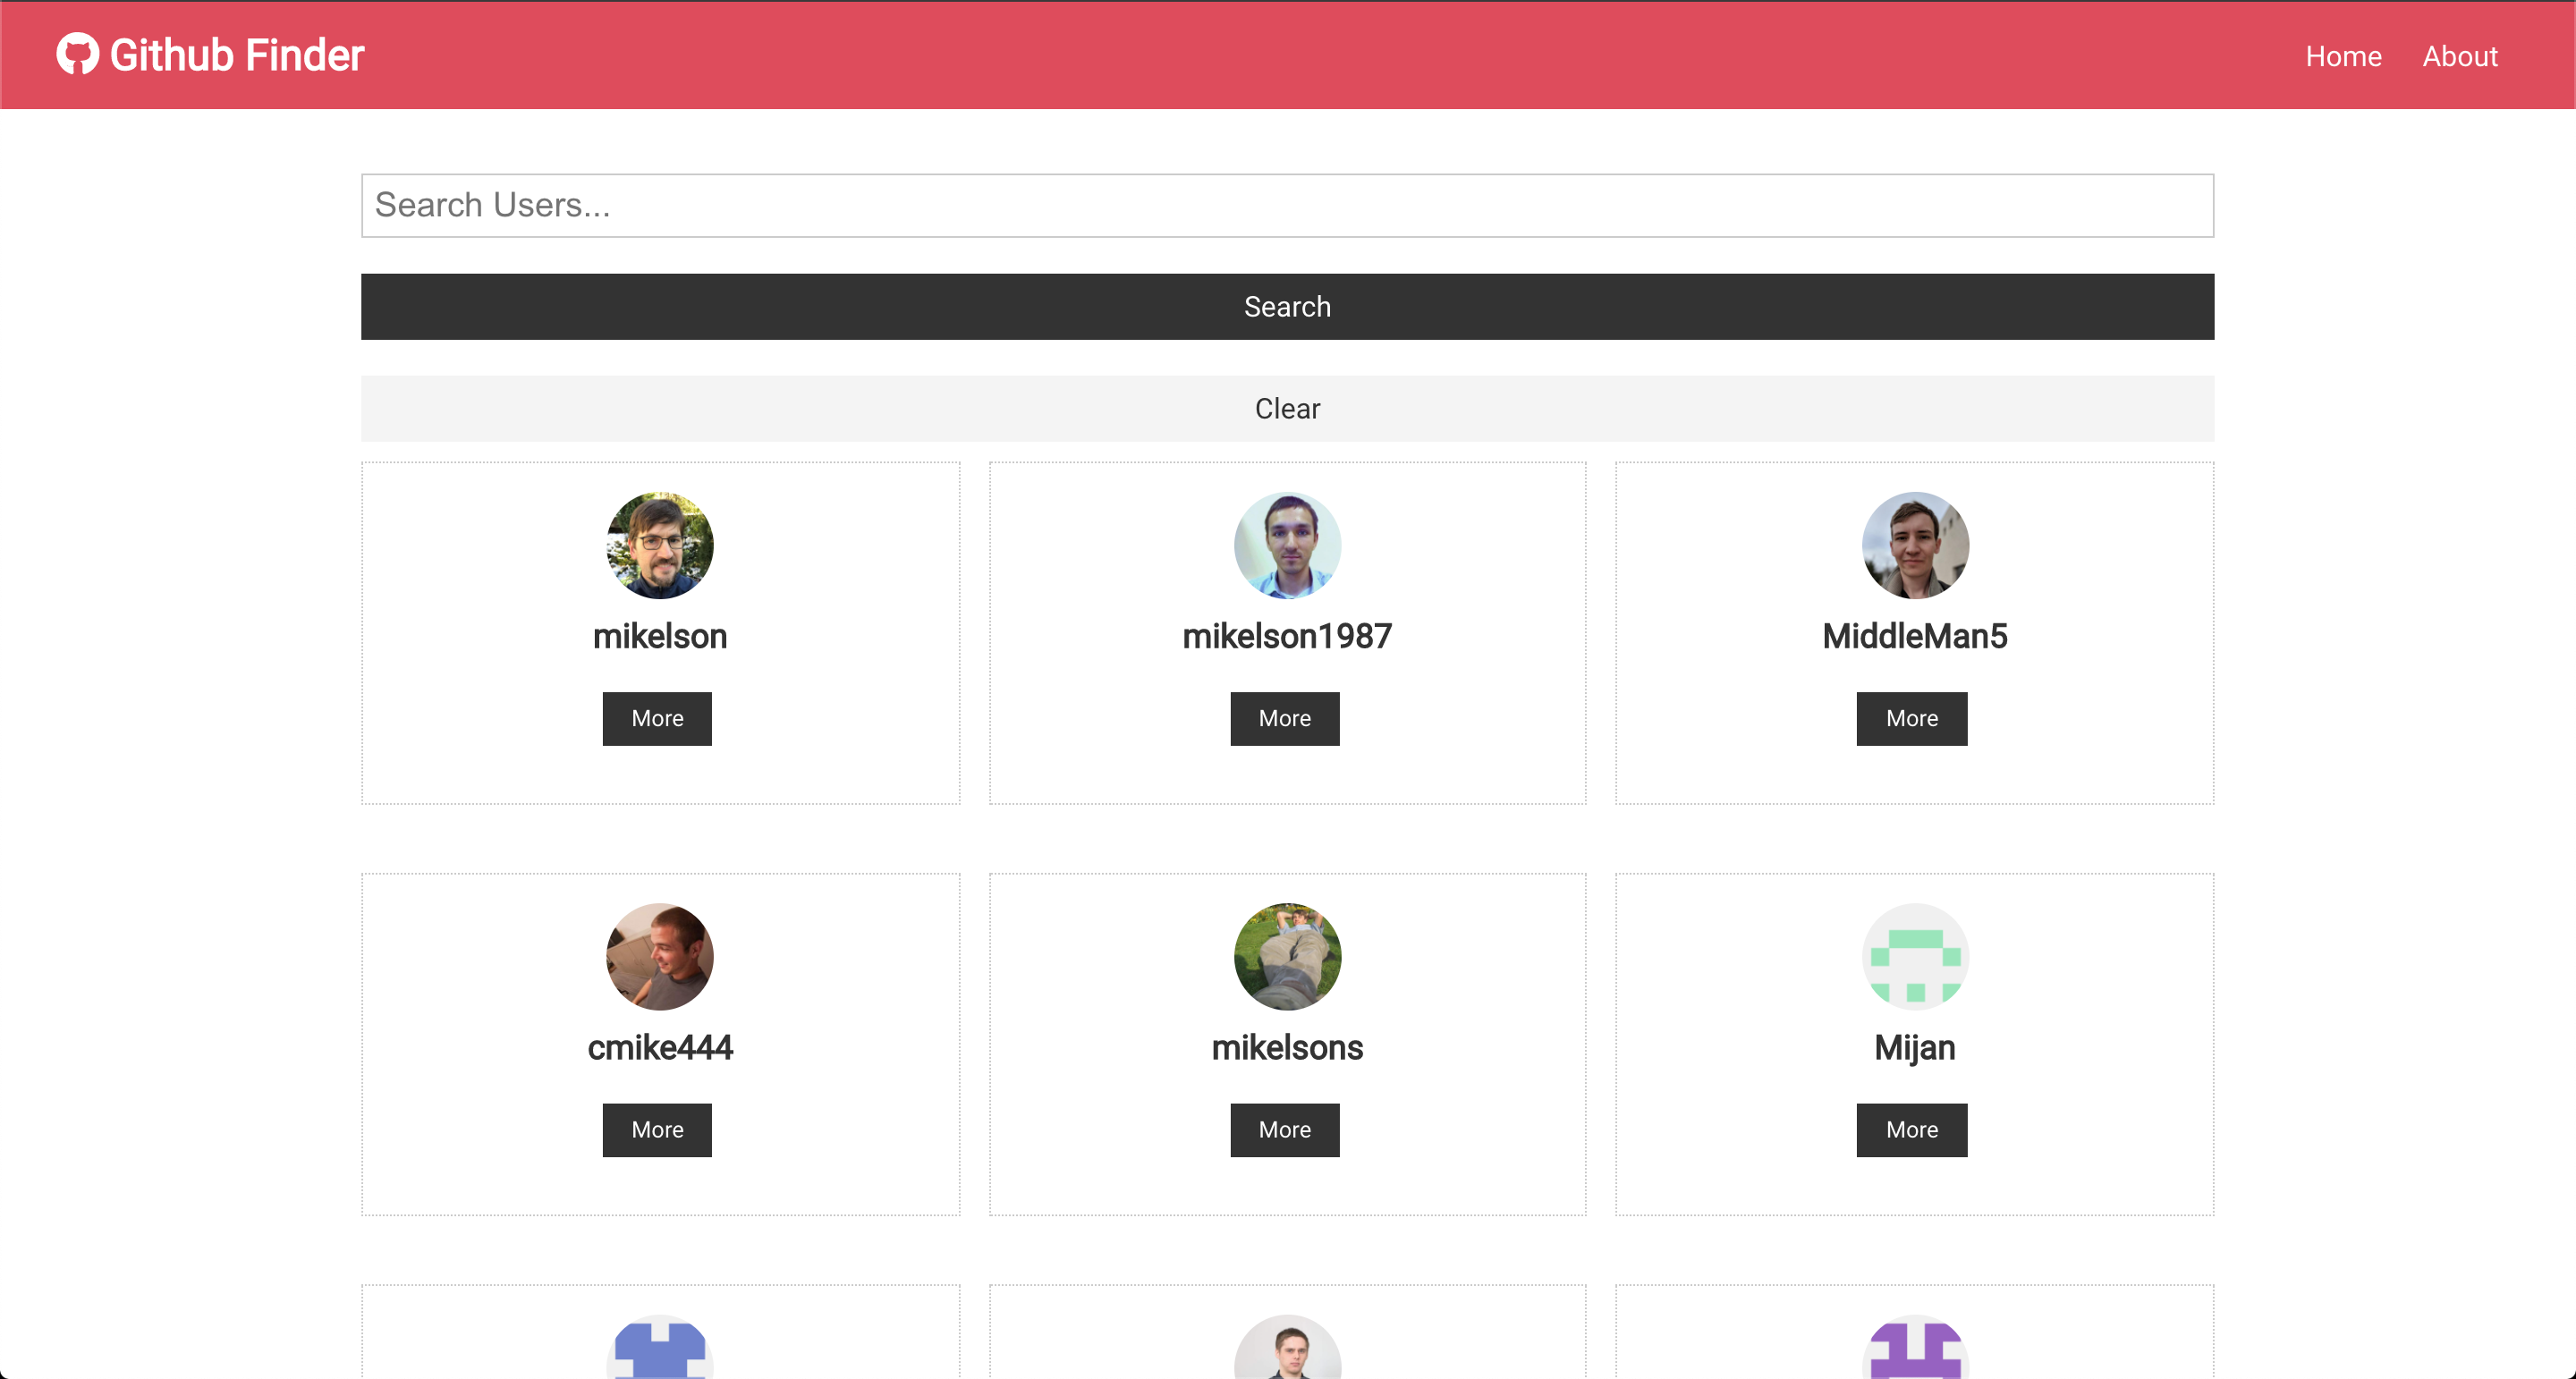 Github Finder
Home About
Search Users...
Search
Clear
mikelson
mikelson1987
MiddleMan5
More
More
More
cmike444
mikelsons
Mijan
More
More
More